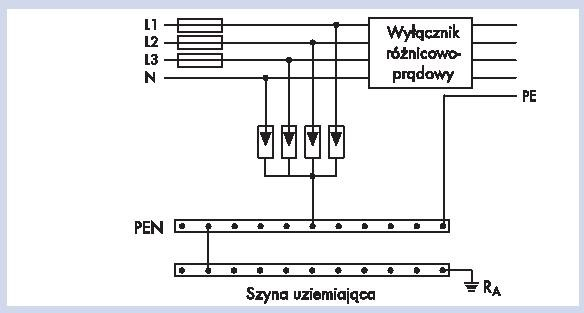 L1
L2
L3
N
Wyłącznik
różnicowo-
prądowy
PE
PEN
Szyna uziemiająca
RA